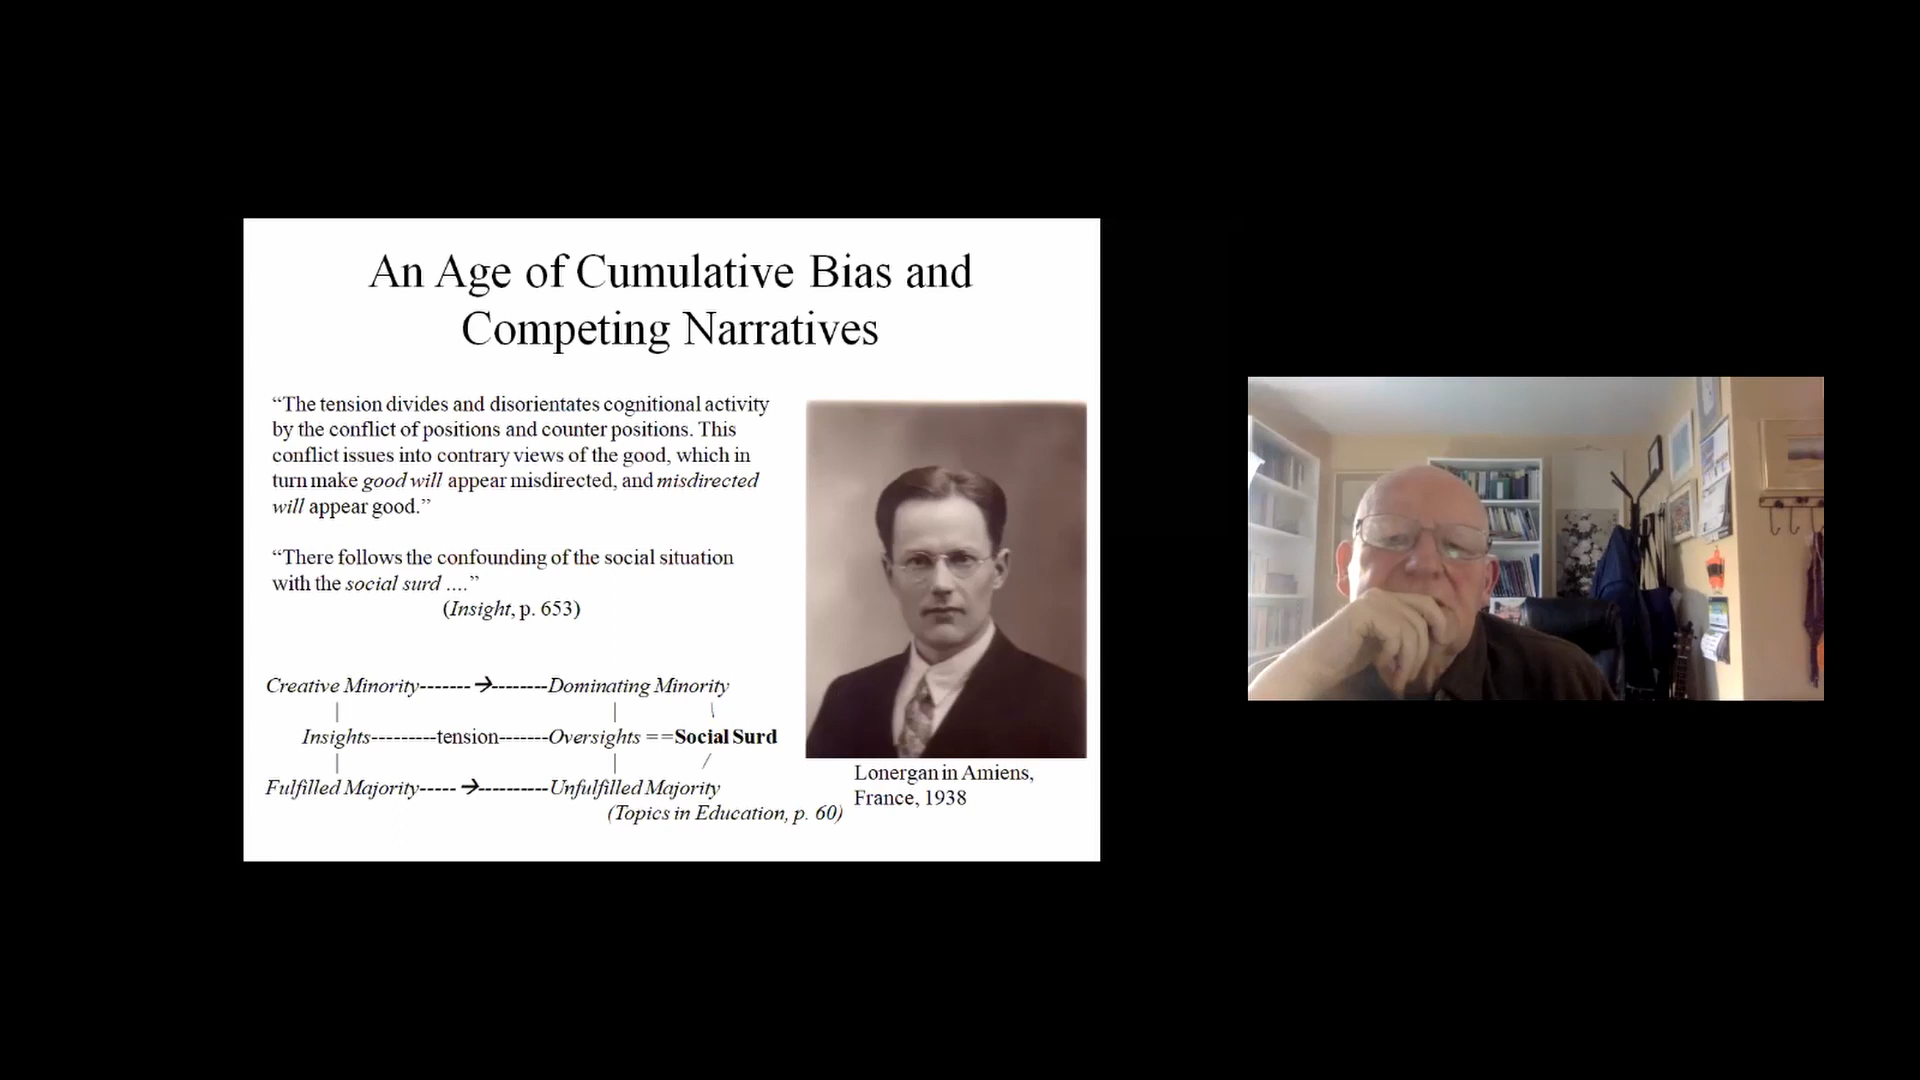 An Age of Cumulative Bias and
Competing Narratives
“The tension divides and disorientates cognitional activity
by the conflict of positions and counter positions. This
conflict issues into contrary views of the good, which in
turn make good will appear misdirected, and misdirected
will appear good.”
“There follows the confounding of the social situation
with the social surd ....”
(Insight, p. 653)
Creative Minority-------→--------Dominating Minority
| | \
Insights---------tension-------Oversights ==Social Surd
| | /
Fulfilled Majority-----→----------Unfulfilled Majority
(Topics in Education, p. 60)
Lonergan in Amiens,
France, 1938